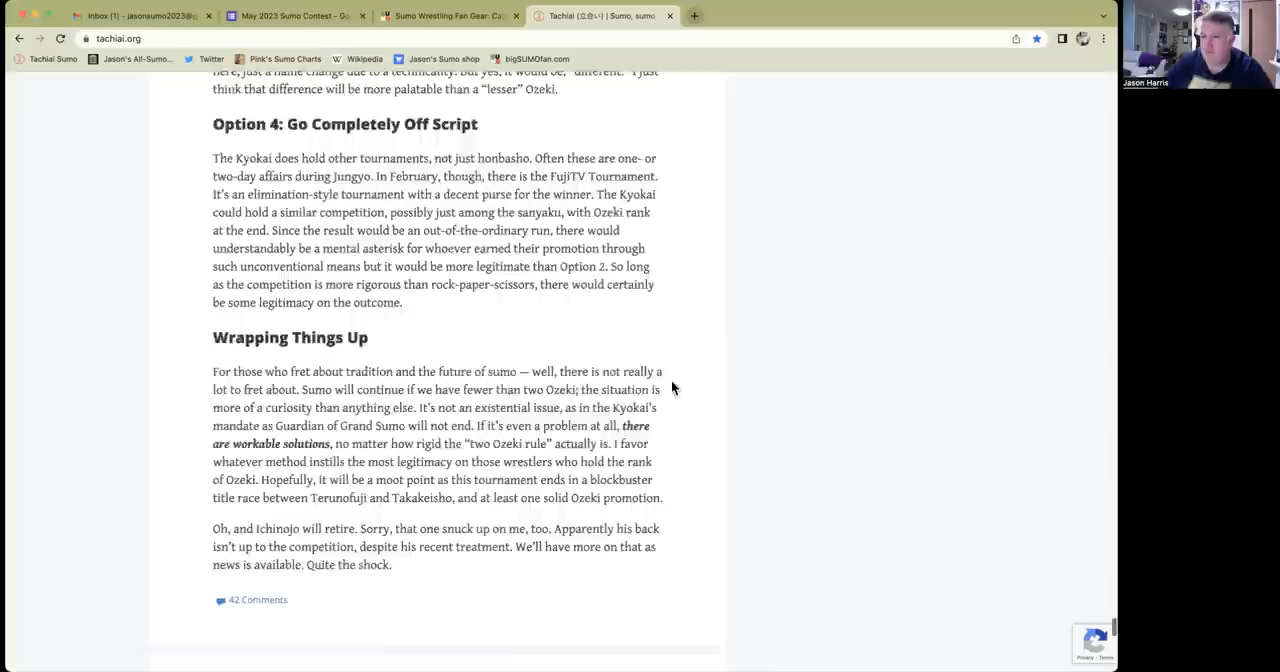 Inbox (1) - jasonsumo2023@g
May 2023 Sumo Contest - Go
Sumo Wrestling Fan Gear: Ca
Tachiai (立合い) | Sumo, sumo,
tachiai.org
Tachiai Sumo
Jason's All-Sumo...
Twitter
Pink's Sumo Charts
Wikipedia
Jason's Sumo shop
bigSUMOfan.com
here, just a name change due to a technicality. But yes, it would be, "different." I just
think that difference will be more palatable than a "lesser" Ozeki.
Option 4: Go Completely Off Script
The Kyokai does hold other tournaments, not just honbasho. Often these are one- or
two-day affairs during Jungyo. In February, though, there is the FujiTV Tournament.
It's an elimination-style tournament with a decent purse for the winner. The Kyokai
could hold a similar competition, possibly just among the sanyaku, with Ozeki rank
at the end. Since the result would be an out-of-the-ordinary run, there would
understandably be a mental asterisk for whoever earned their promotion through
such unconventional means but it would be more legitimate than Option 2. So long
as the competition is more rigorous than rock-paper-scissors, there would certainly
be some legitimacy on the outcome.
Wrapping Things Up
For those who fret about tradition and the future of sumo — well, there is not really a
lot to fret about. Sumo will continue if we have fewer than two Ozeki; the situation is
more of a curiosity than anything else. It's not an existential issue, as in the Kyokai's
mandate as Guardian of Grand Sumo will not end. If it's even a problem at all, there
are workable solutions, no matter how rigid the "two Ozeki rule" actually is. I favor
whatever method instills the most legitimacy on those wrestlers who hold the rank
of Ozeki. Hopefully, it will be a moot point as this tournament ends in a blockbuster
title race between Terunofuji and Takakeisho, and at least one solid Ozeki promotion.
Oh, and Ichinojo will retire. Sorry, that one snuck up on me, too. Apparently his back
isn't up to the competition, despite his recent treatment. We'll have more on that as
news is available. Quite the shock.
42 Comments
Privacy - Terms
Jason Harris